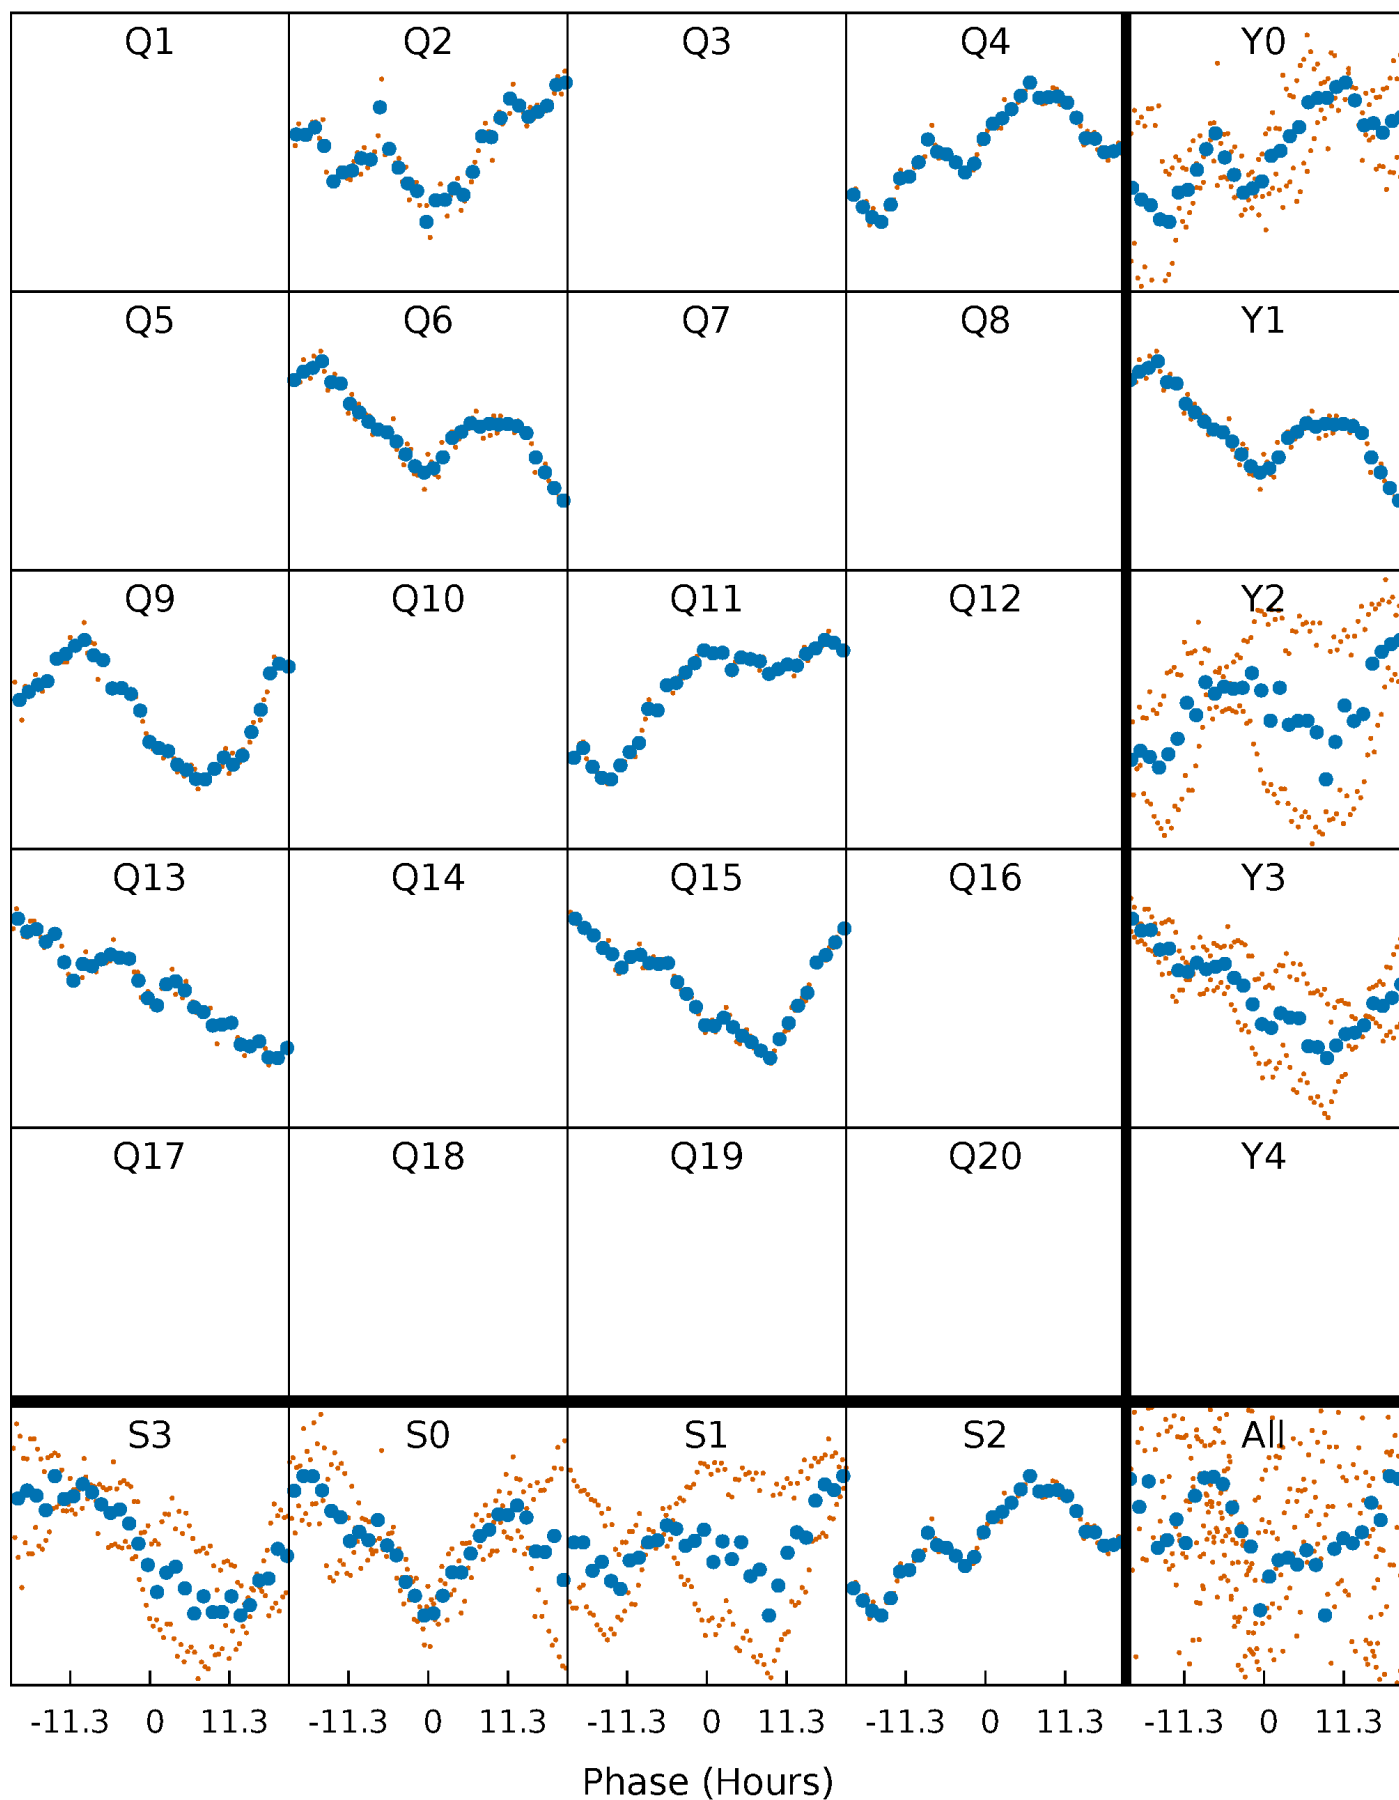 Q1 Q2 Q3 Q4 Y0
Q5 Q6 Q7 Q8 Y1
Q9 Q10 Q11 Q12 Y2
Q13 Q14 Q15 Q16 Y3
Q17 Q18 Q19 Q20 Y4
S3 S0 S1 S2 All
-11.3 0 11.3 -11.3 0 11.3 -11.3 0 11.3 -11.3 0 11.3 -11.3 0 11.3
Phase (Hours)